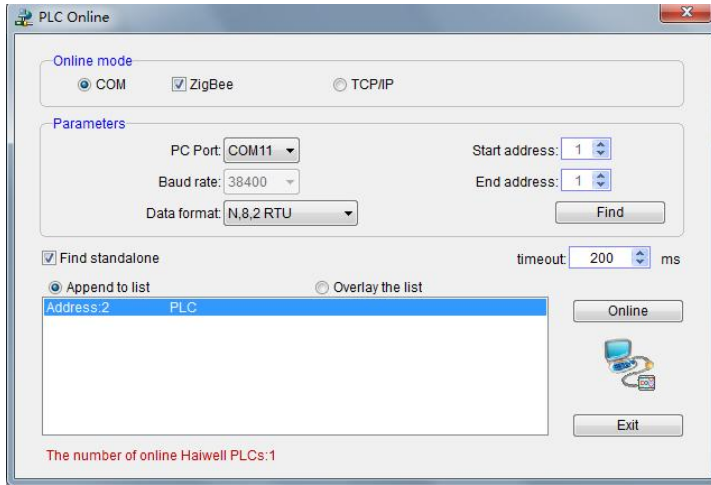 PLC Online
Online mode
COM ZigBee TCP/IP
Parameters
PC Port: COM11 Start address: 1
Baud rate: 38400 End address: 1
Data format: N,8,2 RTU Find
Find standalone timeout: 200 ms
Append to list Overlay the list
Address:2 PLC
Online
Exit
The number of online Haiwell PLCs:1